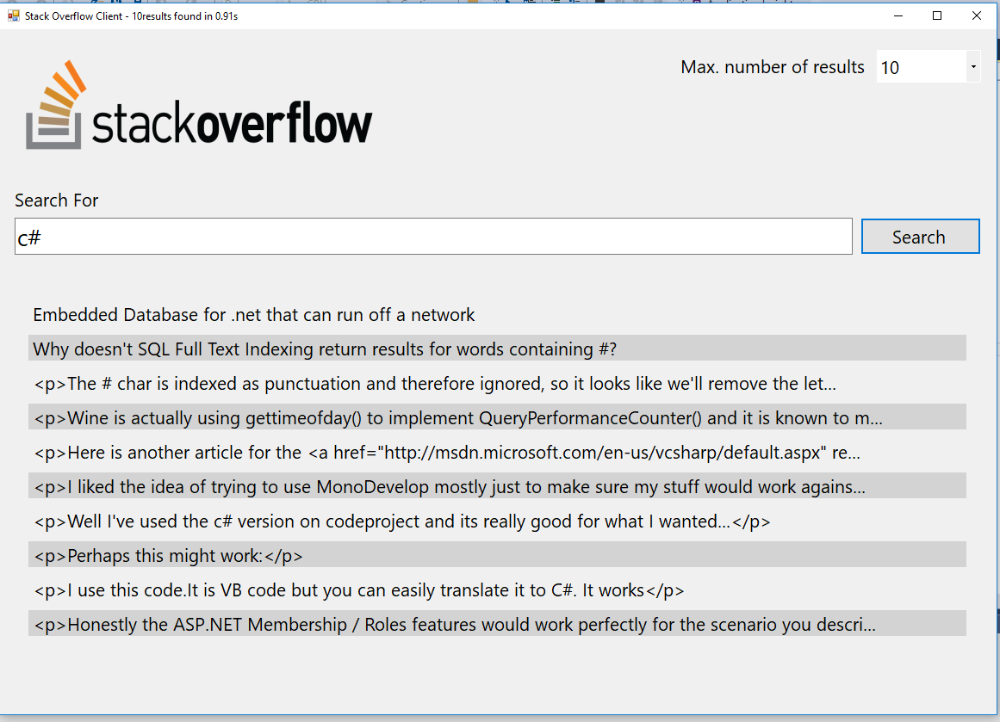 Stack Overflow Client - 10results found in 0.91s
Max. number of results 10
stackoverflow
Search For
c# Search
Embedded Database for .net that can run off a network
Why doesn't SQL Full Text Indexing return results for words containing #?
<p>The # char is indexed as punctuation and therefore ignored, so it looks like we'll remove the let...
<p>Wine is actually using gettimeofday() to implement QueryPerformanceCounter() and it is known to m...
<p>Here is another article for the <a href="http://msdn.microsoft.com/en-us/vcsharp/default.aspx" re...
<p>I liked the idea of trying to use MonoDevelop mostly just to make sure my stuff would work agains...
<p>Well I've used the c# version on codeproject and its really good for what I wanted...</p>
<p>Perhaps this might work:</p>
<p>I use this code.It is VB code but you can easily translate it to C#. It works</p>
<p>Honestly the ASP.NET Membership / Roles features would work perfectly for the scenario you descri...